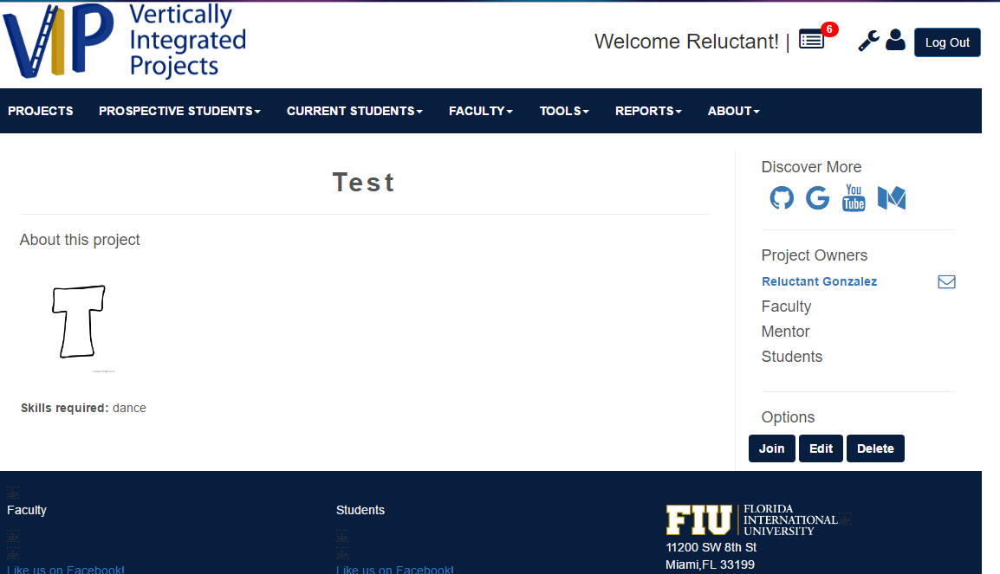 VIP Vertically
Integrated
Projects
Welcome Reluctant! | 6 Log Out
PROJECTS PROSPECTIVE STUDENTS CURRENT STUDENTS FACULTY TOOLS REPORTS ABOUT
Test
About this project
T
Skills required: dance
Discover More
You Tube
Project Owners
Reluctant Gonzalez
Faculty
Mentor
Students
Options
Join Edit Delete
Faculty
Like us on Facebook!
Students
Like us on Facebook!
FIU FLORIDA
INTERNATIONAL
UNIVERSITY
11200 SW 8th St
Miami,FL 33199